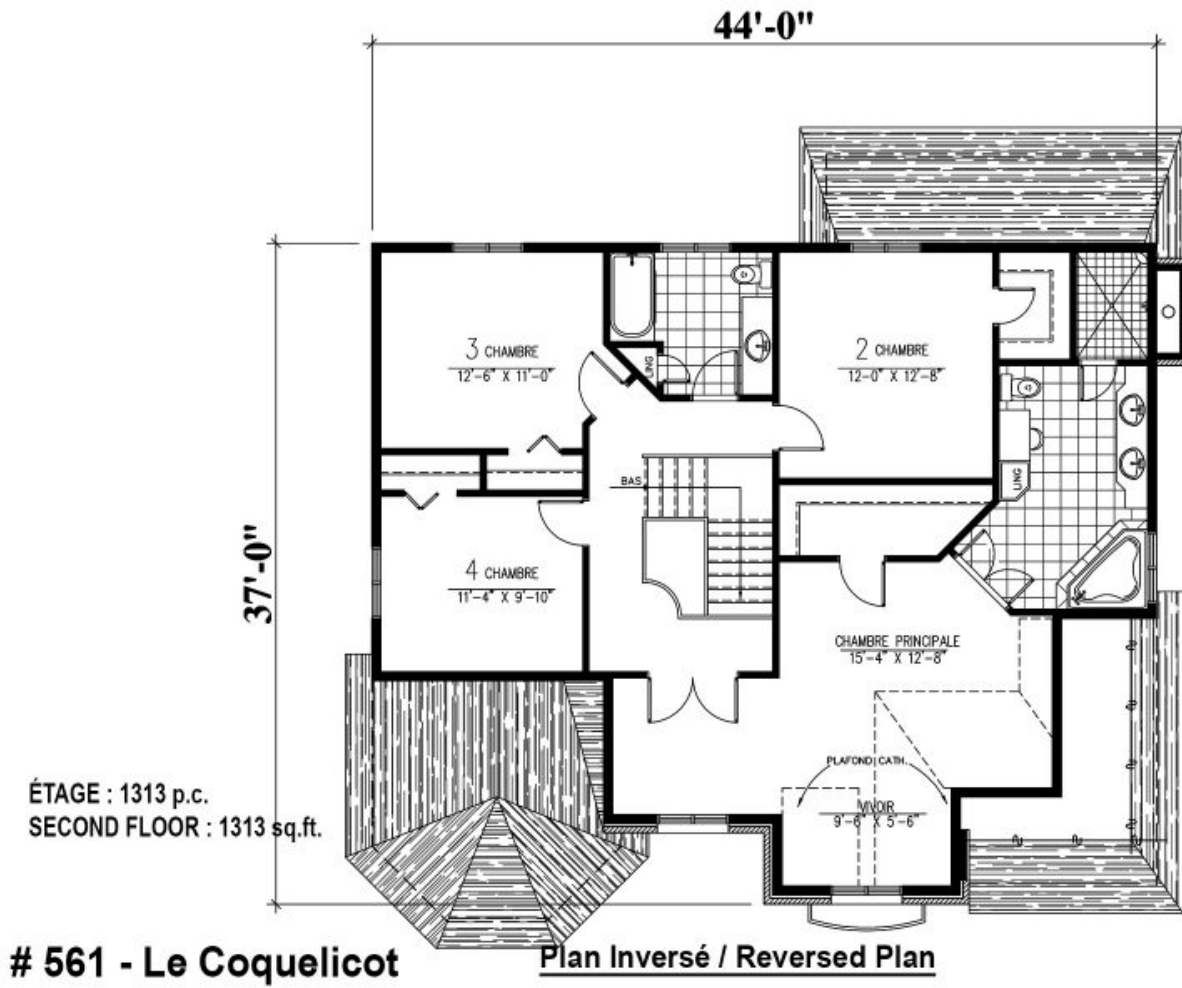 44'-0"
3 CHAMBRE
12'-6" X 11'-0"
LING
2 CHAMBRE
12'-0" X 12'-8"
LING
BAS
37'-0"
4 CHAMBRE
11'-4" X 9'-10"
CHAMBRE PRINCIPALE
15'-4" X 12'-8"
PLAFOND CATH.
VIVOIR
9'-6" X 5'-6"
ÉTAGE : 1313 p.c.
SECOND FLOOR : 1313 sq.ft.
# 561 - Le Coquelicot
Plan Inversé / Reversed Plan